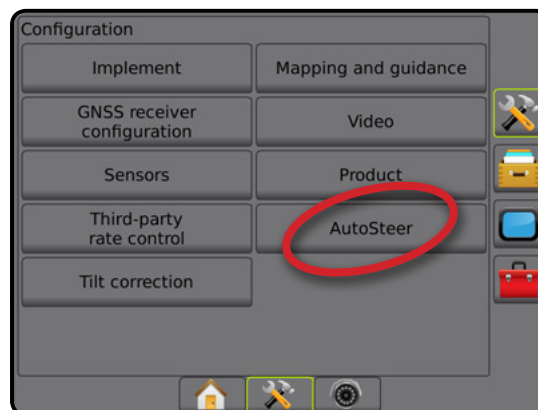 Configuration
Implement
Mapping and guidance
GNSS receiver
configuration
Video
Sensors
Product
Third-party
rate control
AutoSteer
Tilt correction